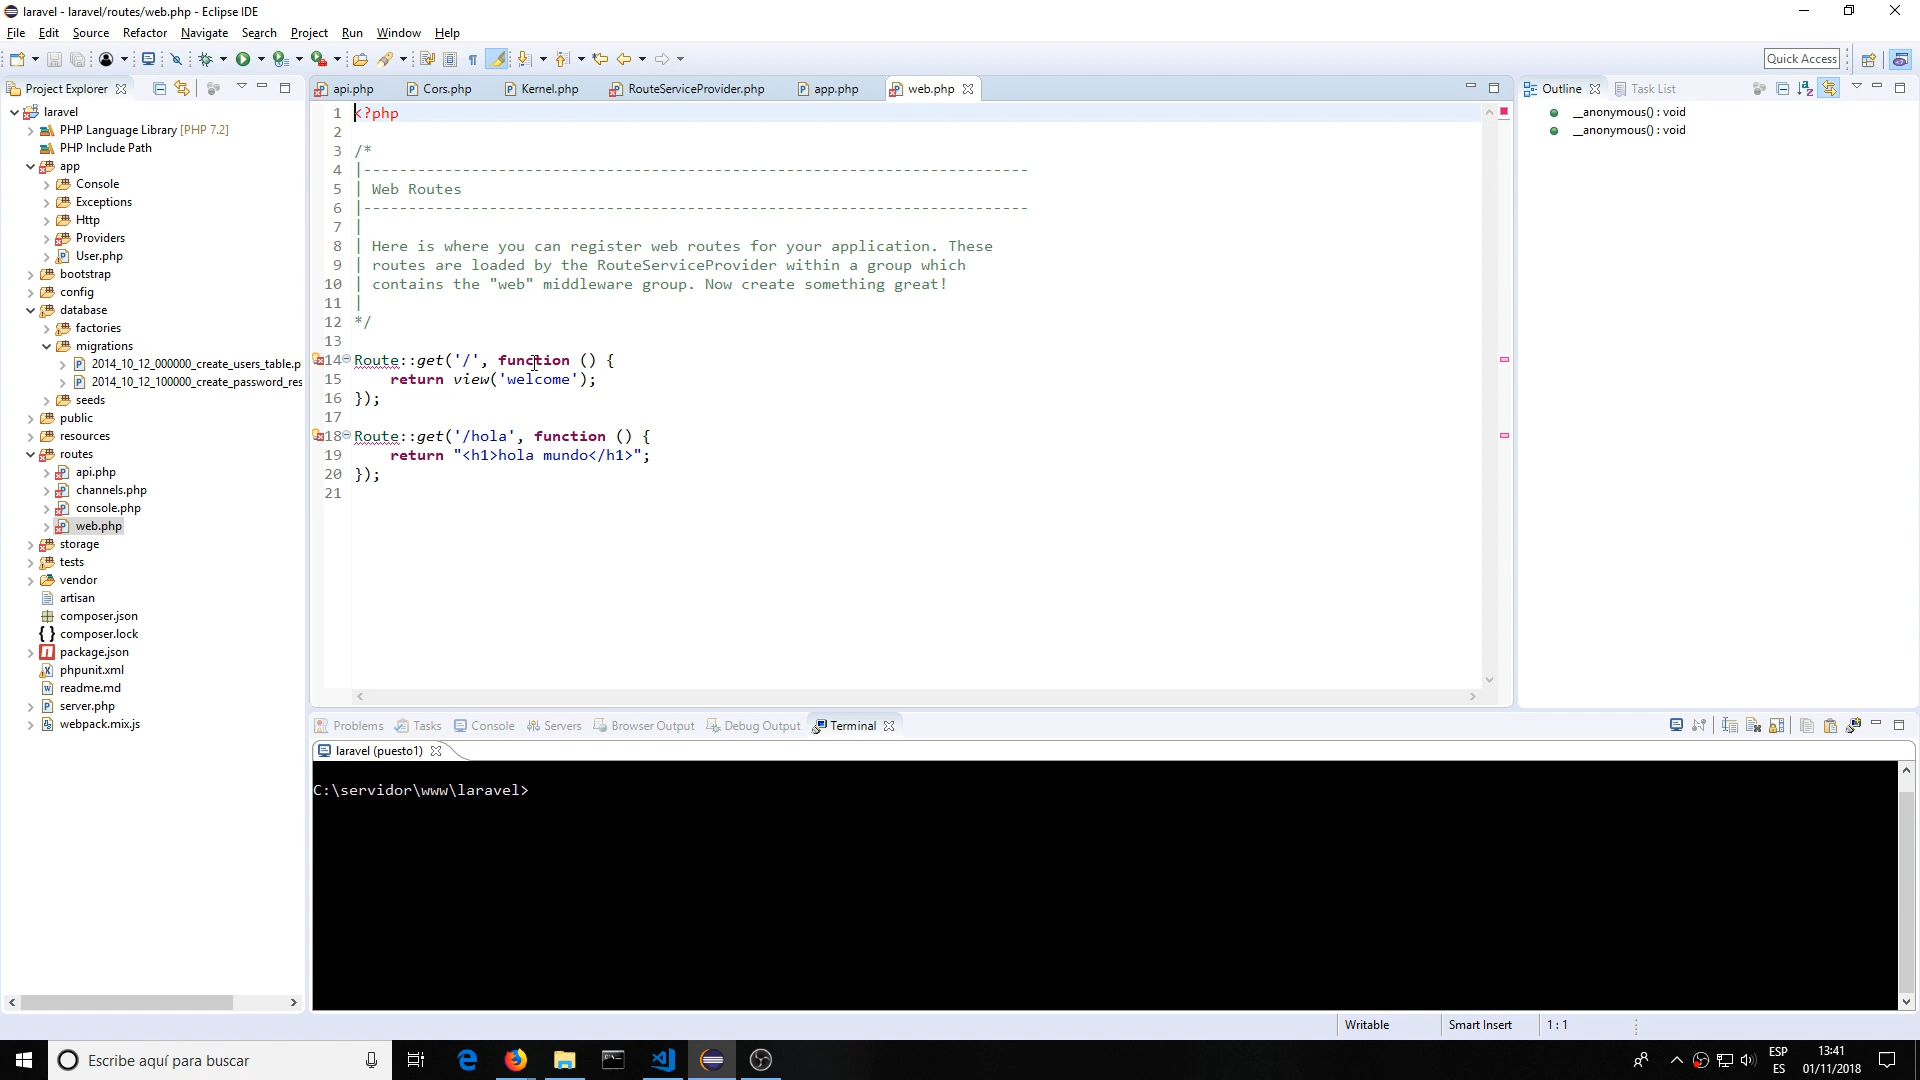 laravel - laravel/routes/web.php - Eclipse IDE
File Edit Source Refactor Navigate Search Project Run Window Help
Quick Access
Project Explorer
laravel
PHP Language Library [PHP 7.2]
PHP Include Path
app
Console
Exceptions
Http
Providers
User.php
bootstrap
config
database
factories
migrations
2014_10_12_000000_create_users_table.p
2014_10_12_100000_create_password_res
seeds
public
resources
routes
api.php
channels.php
console.php
web.php
storage
tests
vendor
artisan
composer.json
composer.lock
package.json
phpunit.xml
readme.md
server.php
webpack.mix.js
api.php Cors.php Kernel.php RouteServiceProvider.php app.php web.php
1 <?php
2
3 /*
4 |--------------------------------------------------------------------------
5 | Web Routes
6 |--------------------------------------------------------------------------
7 |
8 | Here is where you can register web routes for your application. These
9 | routes are loaded by the RouteServiceProvider within a group which
10 | contains the "web" middleware group. Now create something great!
11 |
12 */
13
14 Route::get('/', function () {
15 return view('welcome');
16 });
17
18 Route::get('/hola', function () {
19 return "<h1>hola mundo</h1>";
20 });
21
Outline Task List
__anonymous() : void
__anonymous() : void
Problems Tasks Console Servers Browser Output Debug Output Terminal
laravel (puesto1)
C:\servidor\www\laravel>
Writable Smart Insert 1 : 1
Escribe aquí para buscar
ESP
ES
13:41
01/11/2018